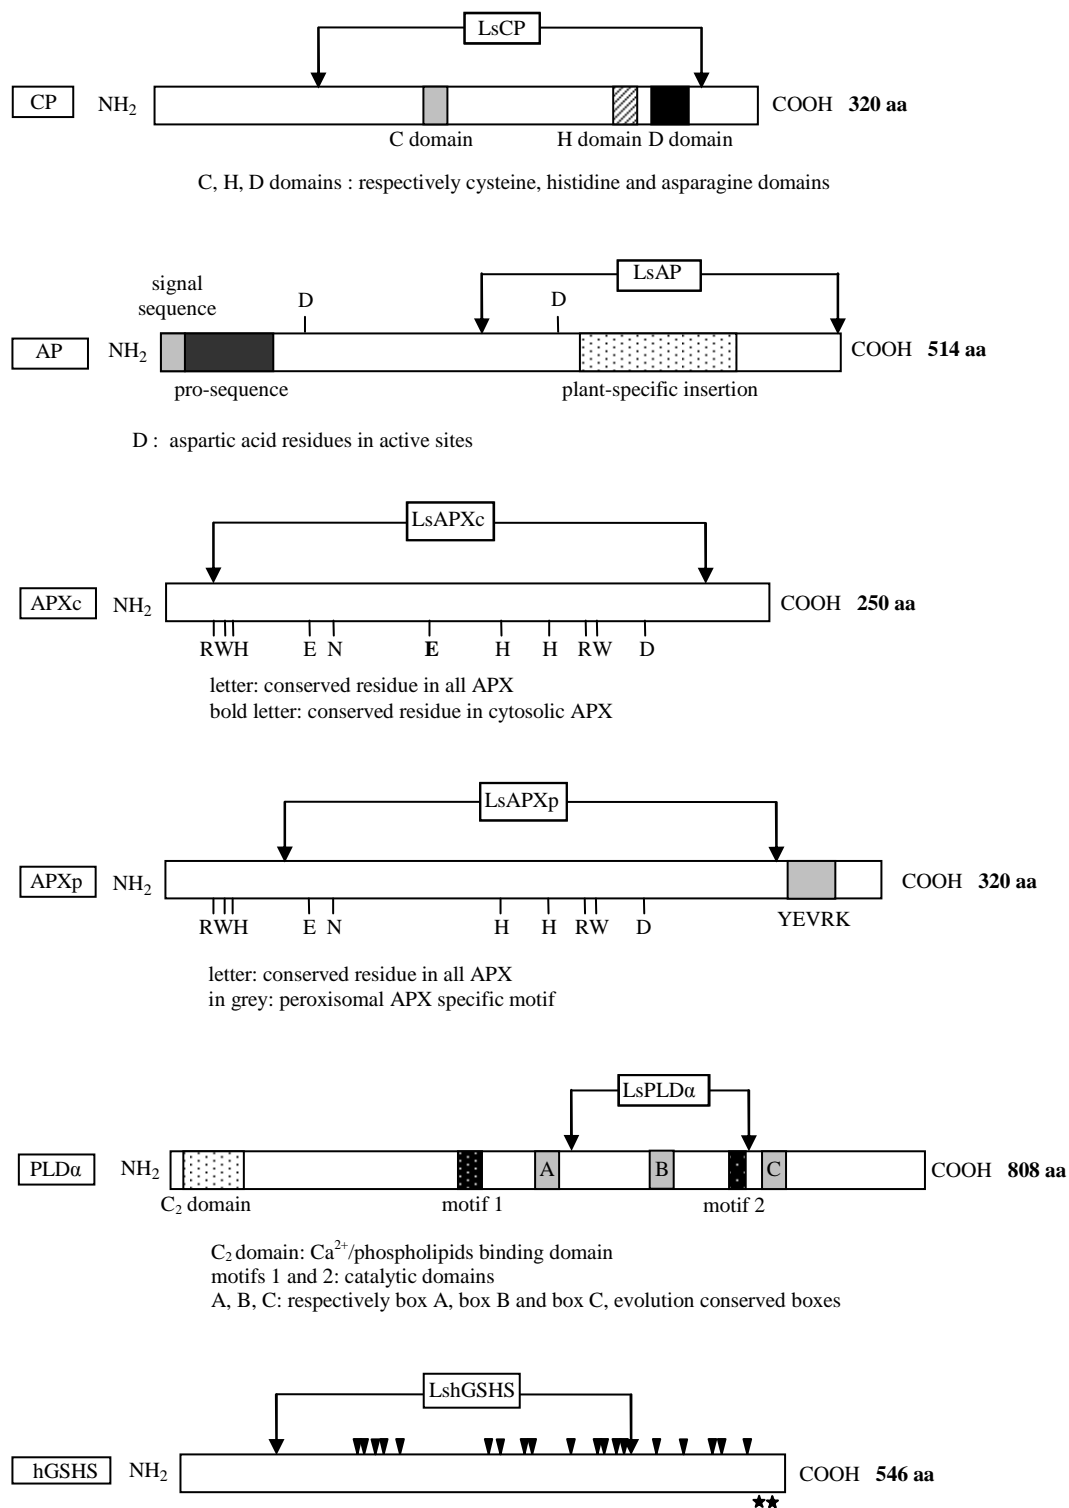 LsCP
CP NH2 COOH 320 aa
C domain H domain D domain
C, H, D domains : respectively cysteine, histidine and asparagine domains
LsAP
signal
sequence
D D
AP NH2 COOH 514 aa
pro-sequence plant-specific insertion
D : aspartic acid residues in active sites
LsAPXc
APXc NH2 COOH 250 aa
R W H E N E H H R W D
letter: conserved residue in all APX
bold letter: conserved residue in cytosolic APX
LsAPXp
APXp NH2 COOH 320 aa
R W H E N H H R W D YEVRK
letter: conserved residue in all APX
in grey: peroxisomal APX specific motif
LsPLDα
PLDα NH2 A B C COOH 808 aa
C2 domain motif 1 motif 2
C2 domain: Ca2+/phospholipids binding domain
motifs 1 and 2: catalytic domains
A, B, C: respectively box A, box B and box C, evolution conserved boxes
LshGSHS
hGSHS NH2 COOH 546 aa